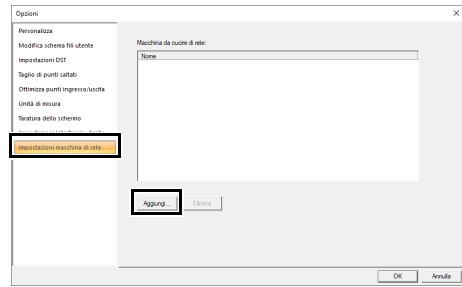 Opzioni
Personalizza
Modifica schema fili utente
Impostazioni DST
Taglio di punti saltati
Ottimizza punti ingresso/uscita
Unità di misura
Taratura dello schermo
Impostazioni macchina di rete
Macchina da cucire di rete:
Nome
Aggiungi...
Elimina
OK
Annulla